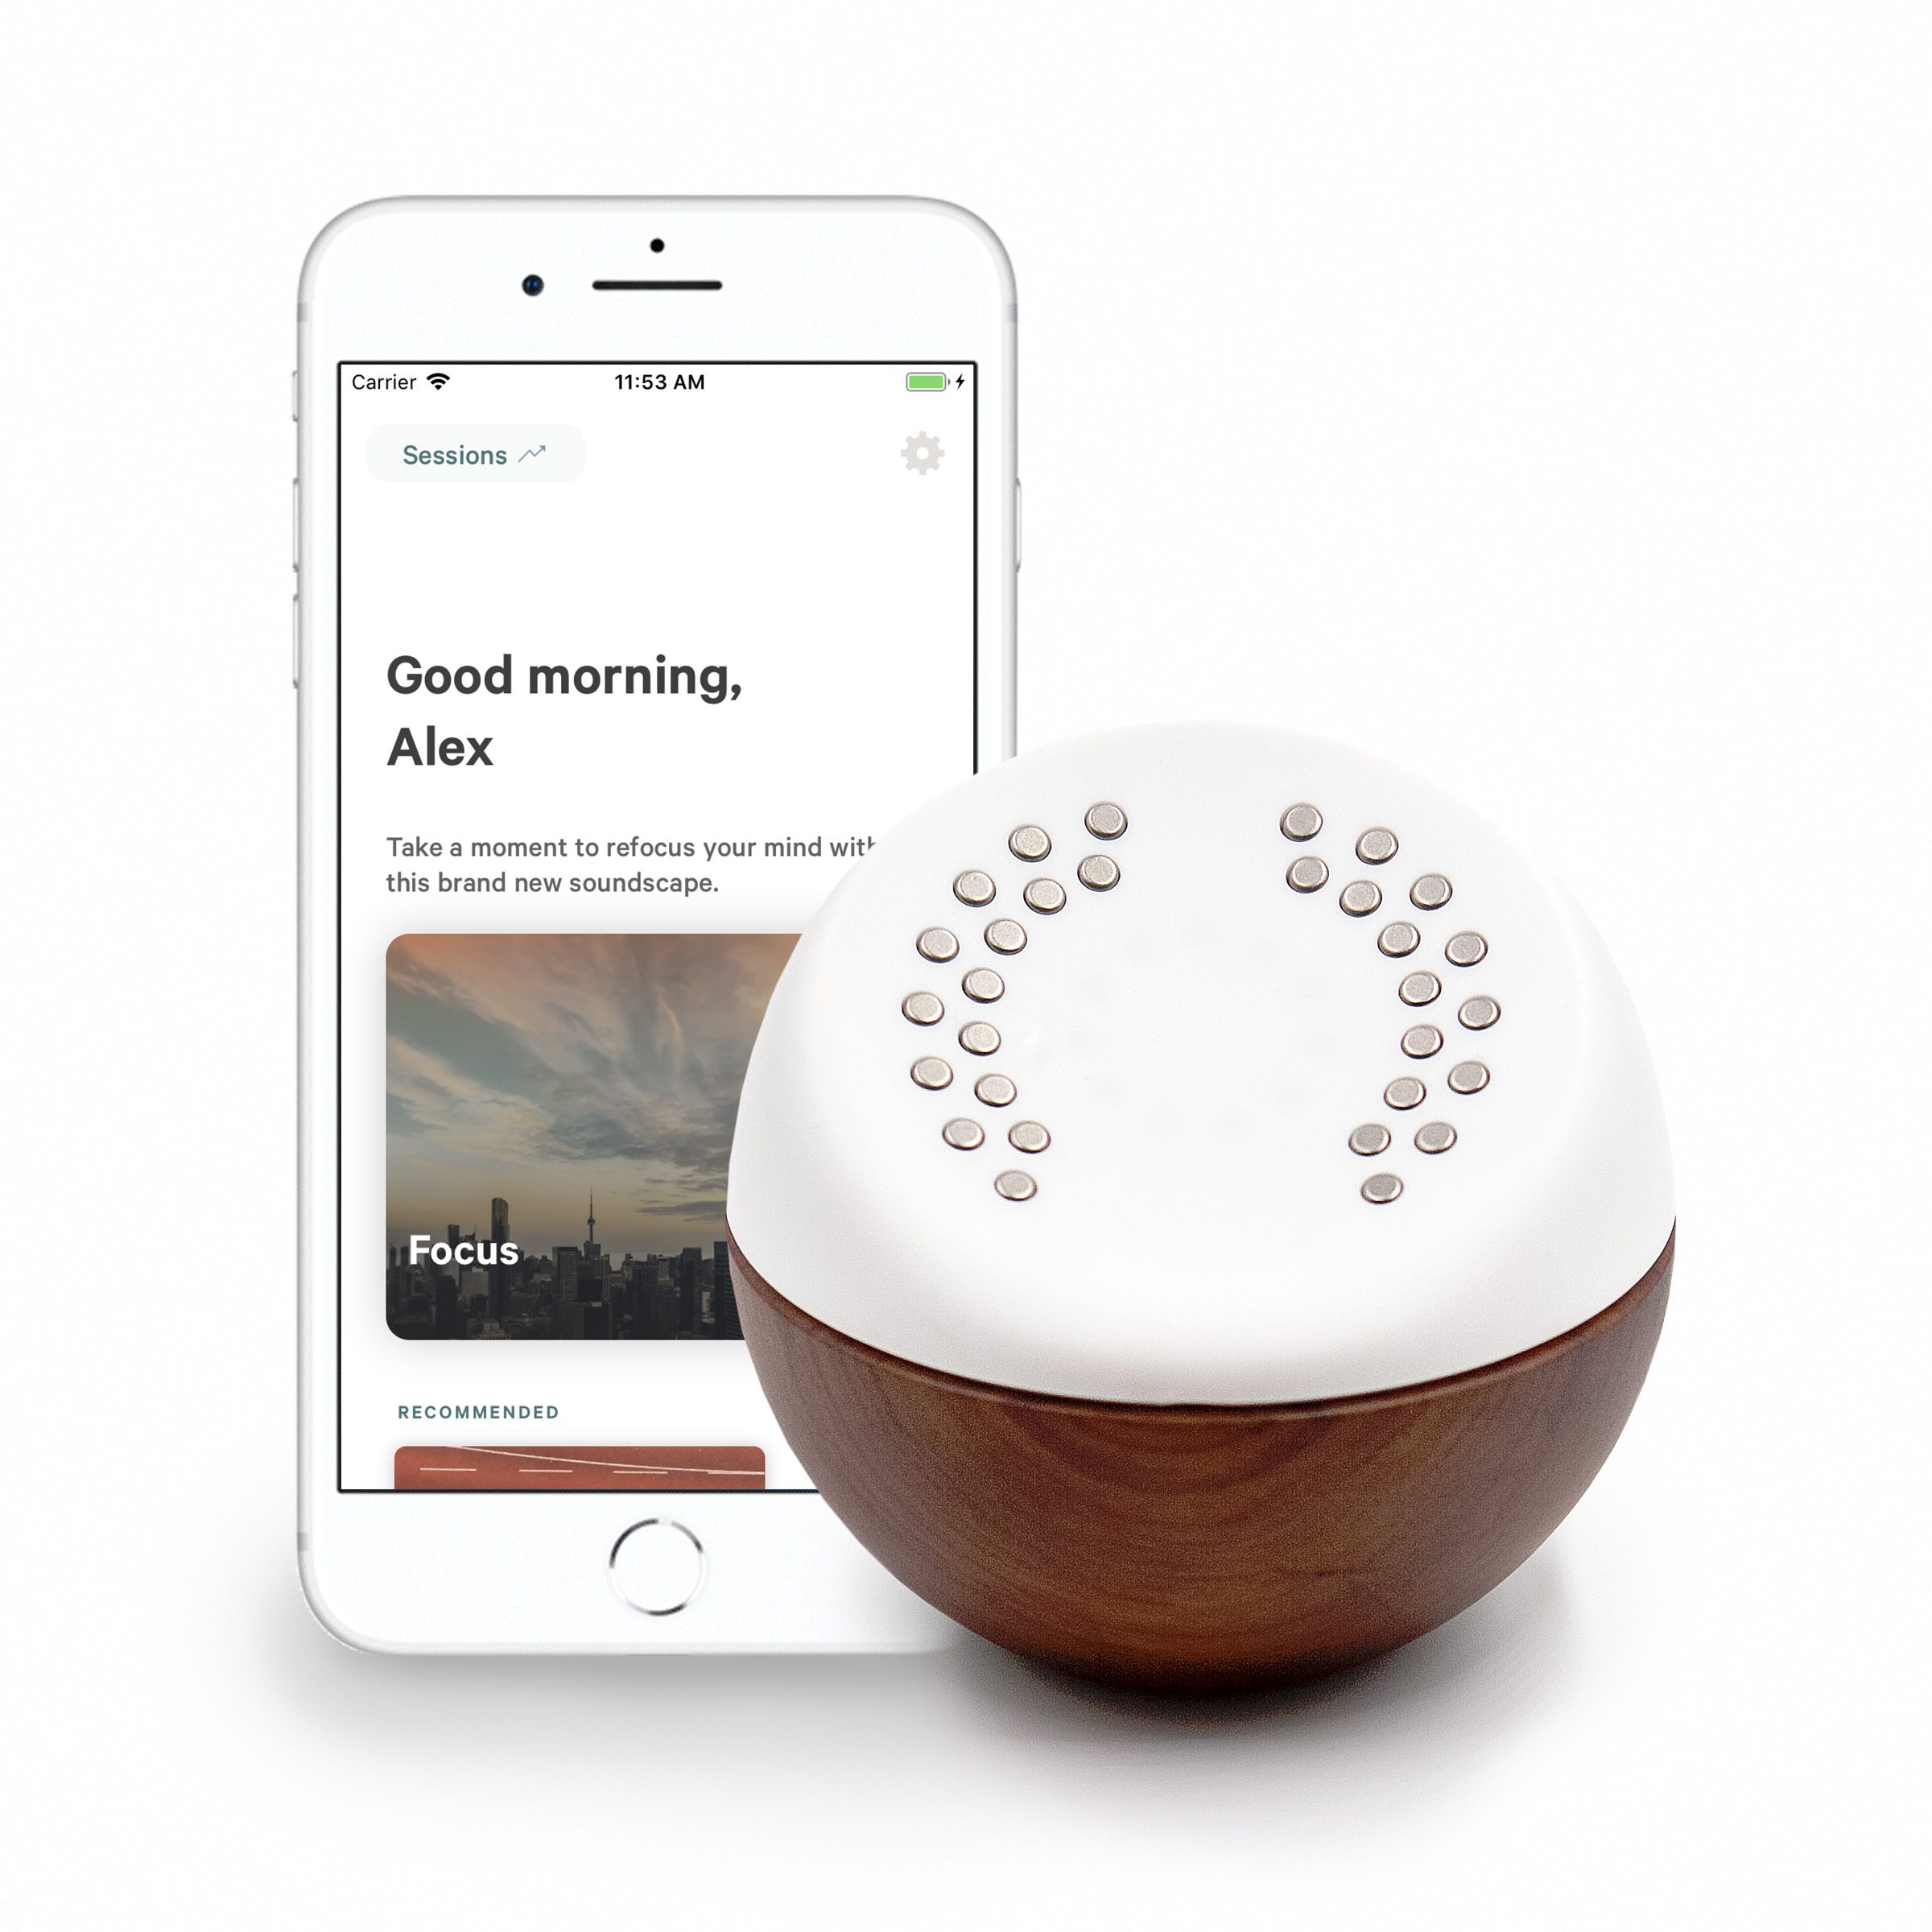 Carrier 11:53 AM
Sessions
Good morning,
Alex
Take a moment to refocus your mind with
this brand new soundscape.
Focus
RECOMMENDED